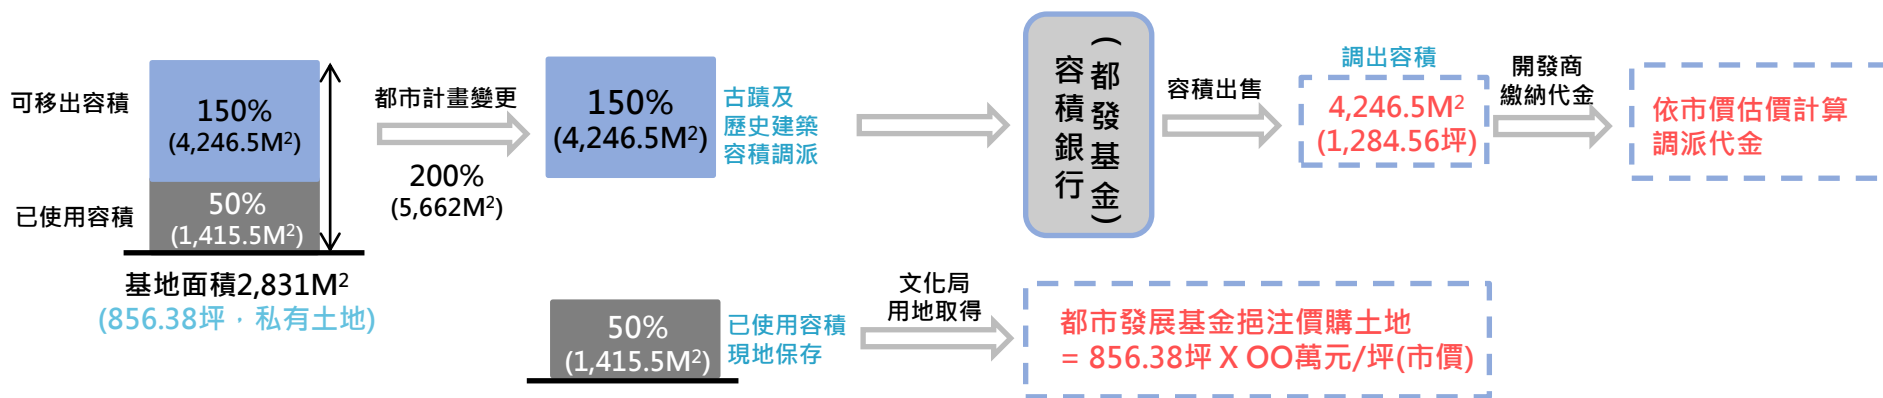 可移出容積
150%
(4,246.5M²)
已使用容積
50%
(1,415.5M²)
基地面積2,831M²
(856.38坪，私有土地)
都市計畫變更
200%
(5,662M²)
150%
(4,246.5M²)
古蹟及
歷史建築
容積調派
容積銀行
(都發基金)
容積出售
調出容積
4,246.5M²
(1,284.56坪)
開發商
繳納代金
依市價估價計算
調派代金
50%
(1,415.5M²)
已使用容積
現地保存
文化局
用地取得
都市發展基金挹注價購土地
= 856.38坪 X OO萬元/坪(市價)